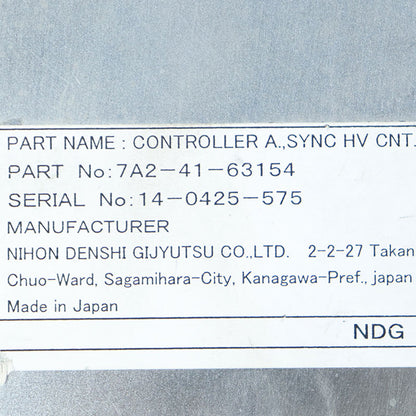 PART NAME : CONTROLLER A.,SYNC HV CNT.
PART No:7A2-41-63154
SERIAL No:14-0425-575
MANUFACTURER
NIHON DENSHI GIJYUTSU CO.,LTD. 2-2-27 Takan
Chuo-Ward, Sagamihara-City, Kanagawa-Pref., japan
Made in Japan
NDG